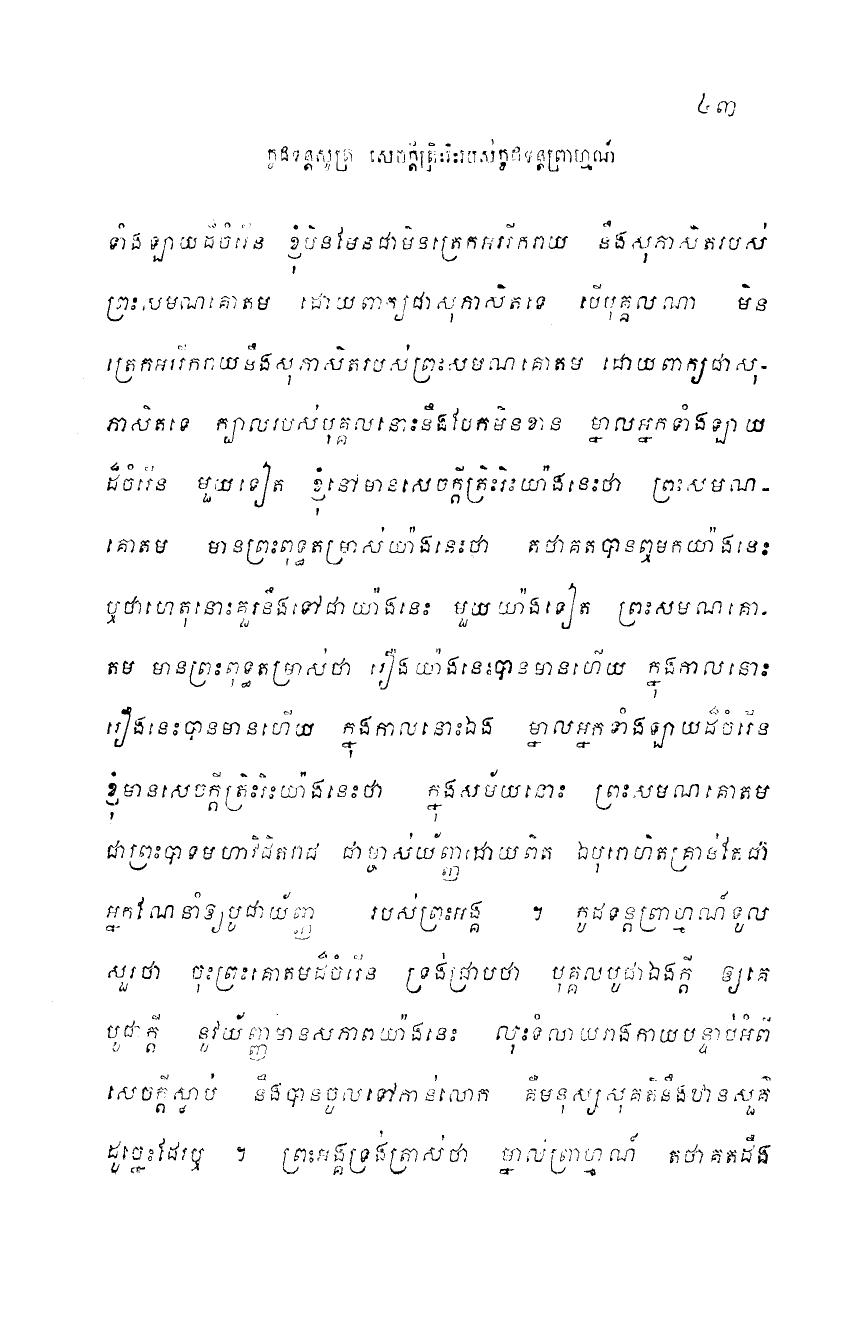 ៤៣
កូដទន្តសូត្រ សេចក្តីត្រិះរិះរបស់កូដទន្តព្រាហ្មណ៍
ទាំងឡាយដ៏ចំរើន ខ្ញុំមិនមែនជាមិនត្រេកអររីករាយ នឹងសុភាសិតរបស់
ព្រះសមណគោតម ដោយពាក្យជាសុភាសិតទេ បើបុគ្គលណា មិន
ត្រេកអររីករាយនឹងសុភាសិតរបស់ព្រះសមណគោតម ដោយពាក្យជាសុ-
ភាសិតទេ ក្បាលរបស់បុគ្គលនោះនឹងបែកមិនខាន ម្នាលអ្នកទាំងឡាយ
ដ៏ចំរើន មួយទៀត ខ្ញុំនៅមានសេចក្តីត្រិះរិះយ៉ាងនេះថា ព្រះសមណ-
គោតម មានព្រះពុទ្ធតម្រាស់យ៉ាងនេះថា តថាគតបានឮមកយ៉ាងនេះ
ឬថាហេតុនោះគួរនឹងទៅជាយ៉ាងនេះ មួយយ៉ាងទៀត ព្រះសមណគោ-
តម មានព្រះពុទ្ធតម្រាស់ថា រឿងយ៉ាងនេះបានមានហើយ ក្នុងកាលនោះ
រឿងនេះបានមានហើយ ក្នុងកាលនោះឯង ម្នាលអ្នកទាំងឡាយដ៏ចំរើន
ខ្ញុំមានសេចក្តីត្រិះរិះយ៉ាងនេះថា ក្នុងសម័យនោះ ព្រះសមណគោតម
ជាព្រះបាទមហាវិជិតរាជ ជាម្ចាស់យ័ញ្ញដោយពិត ឯបុរោហិតគ្រាន់តែជា
អ្នកណែនាំឲ្យបូជាយ័ញ្ញ របស់ព្រះអង្គ ។ កូដទន្តព្រាហ្មណ៍ទូល
សួរថា ចុះព្រះគោតមដ៏ចំរើន ទ្រង់ជ្រាបថា បុគ្គលបូជាឯងក្តី ឲ្យគេ
បូជាក្តី នូវយ័ញ្ញមានសភាពយ៉ាងនេះ លុះទំលាយរាងកាយបន្ទាប់អំពី
សេចក្តីស្លាប់ នឹងបានចូលទៅកាន់លោក គឺមនុស្សសុគតិនឹងឋានសួគ៌
ដូច្នេះដែរឬ ។ ព្រះអង្គទ្រង់ត្រាស់ថា ម្នាលព្រាហ្មណ៍ តថាគតដឹង